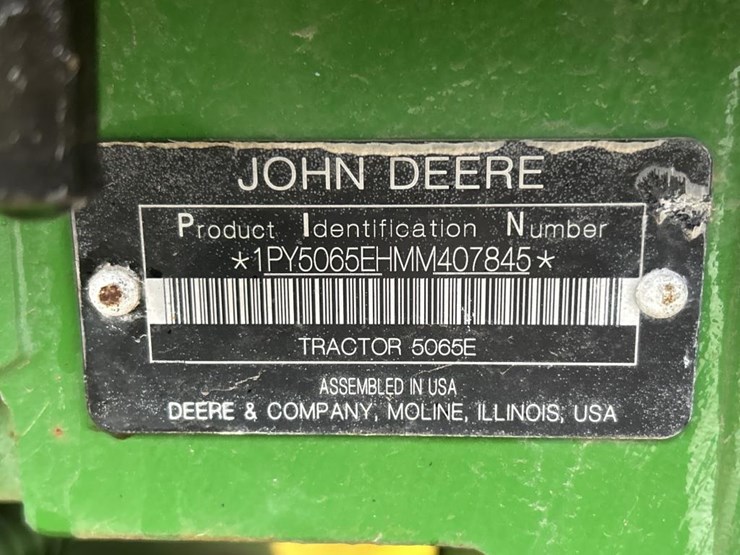 JOHN DEERE
Product Identification Number
*1PY5065EHMM407845*
TRACTOR 5065E
ASSEMBLED IN USA
DEERE & COMPANY, MOLINE, ILLINOIS, USA